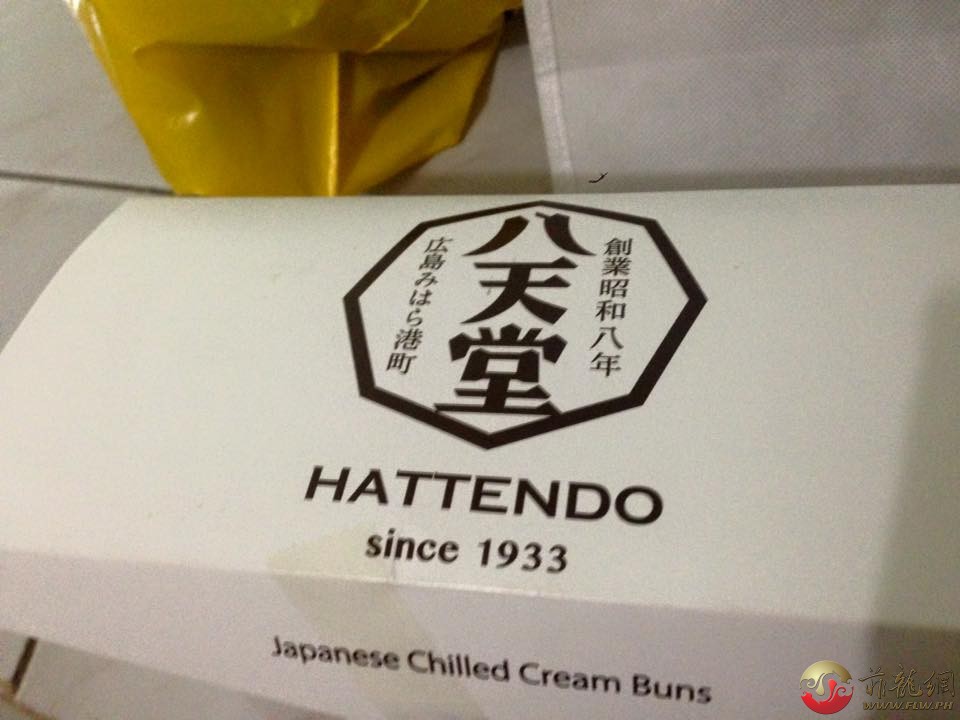 創業昭和八年
八天堂
広島みはら港町
HATTENDO
since 1933
Japanese Chilled Cream Buns
菲龍網
WWW.FLW.PH